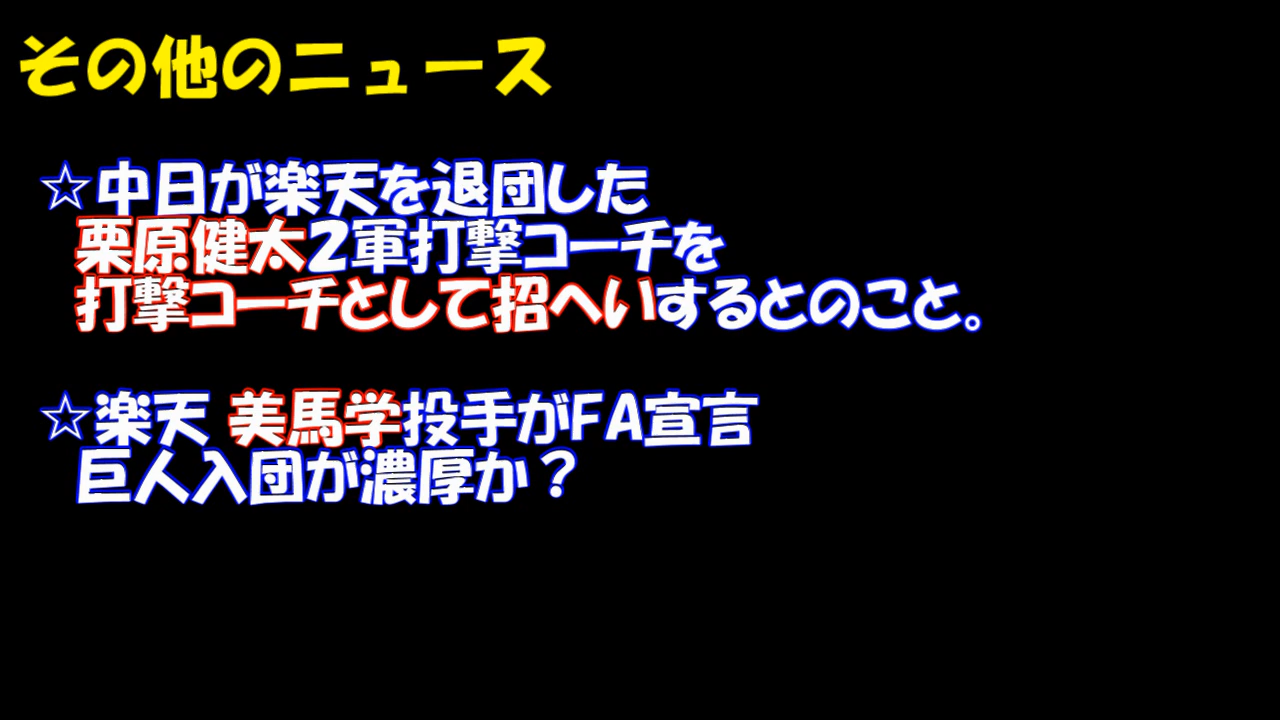 その他のニュース
☆中日が楽天を退団した
栗原健太2軍打撃コーチを
打撃コーチとして招へいするとのこと。
☆楽天 美馬学投手がFA宣言
巨人入団が濃厚か？